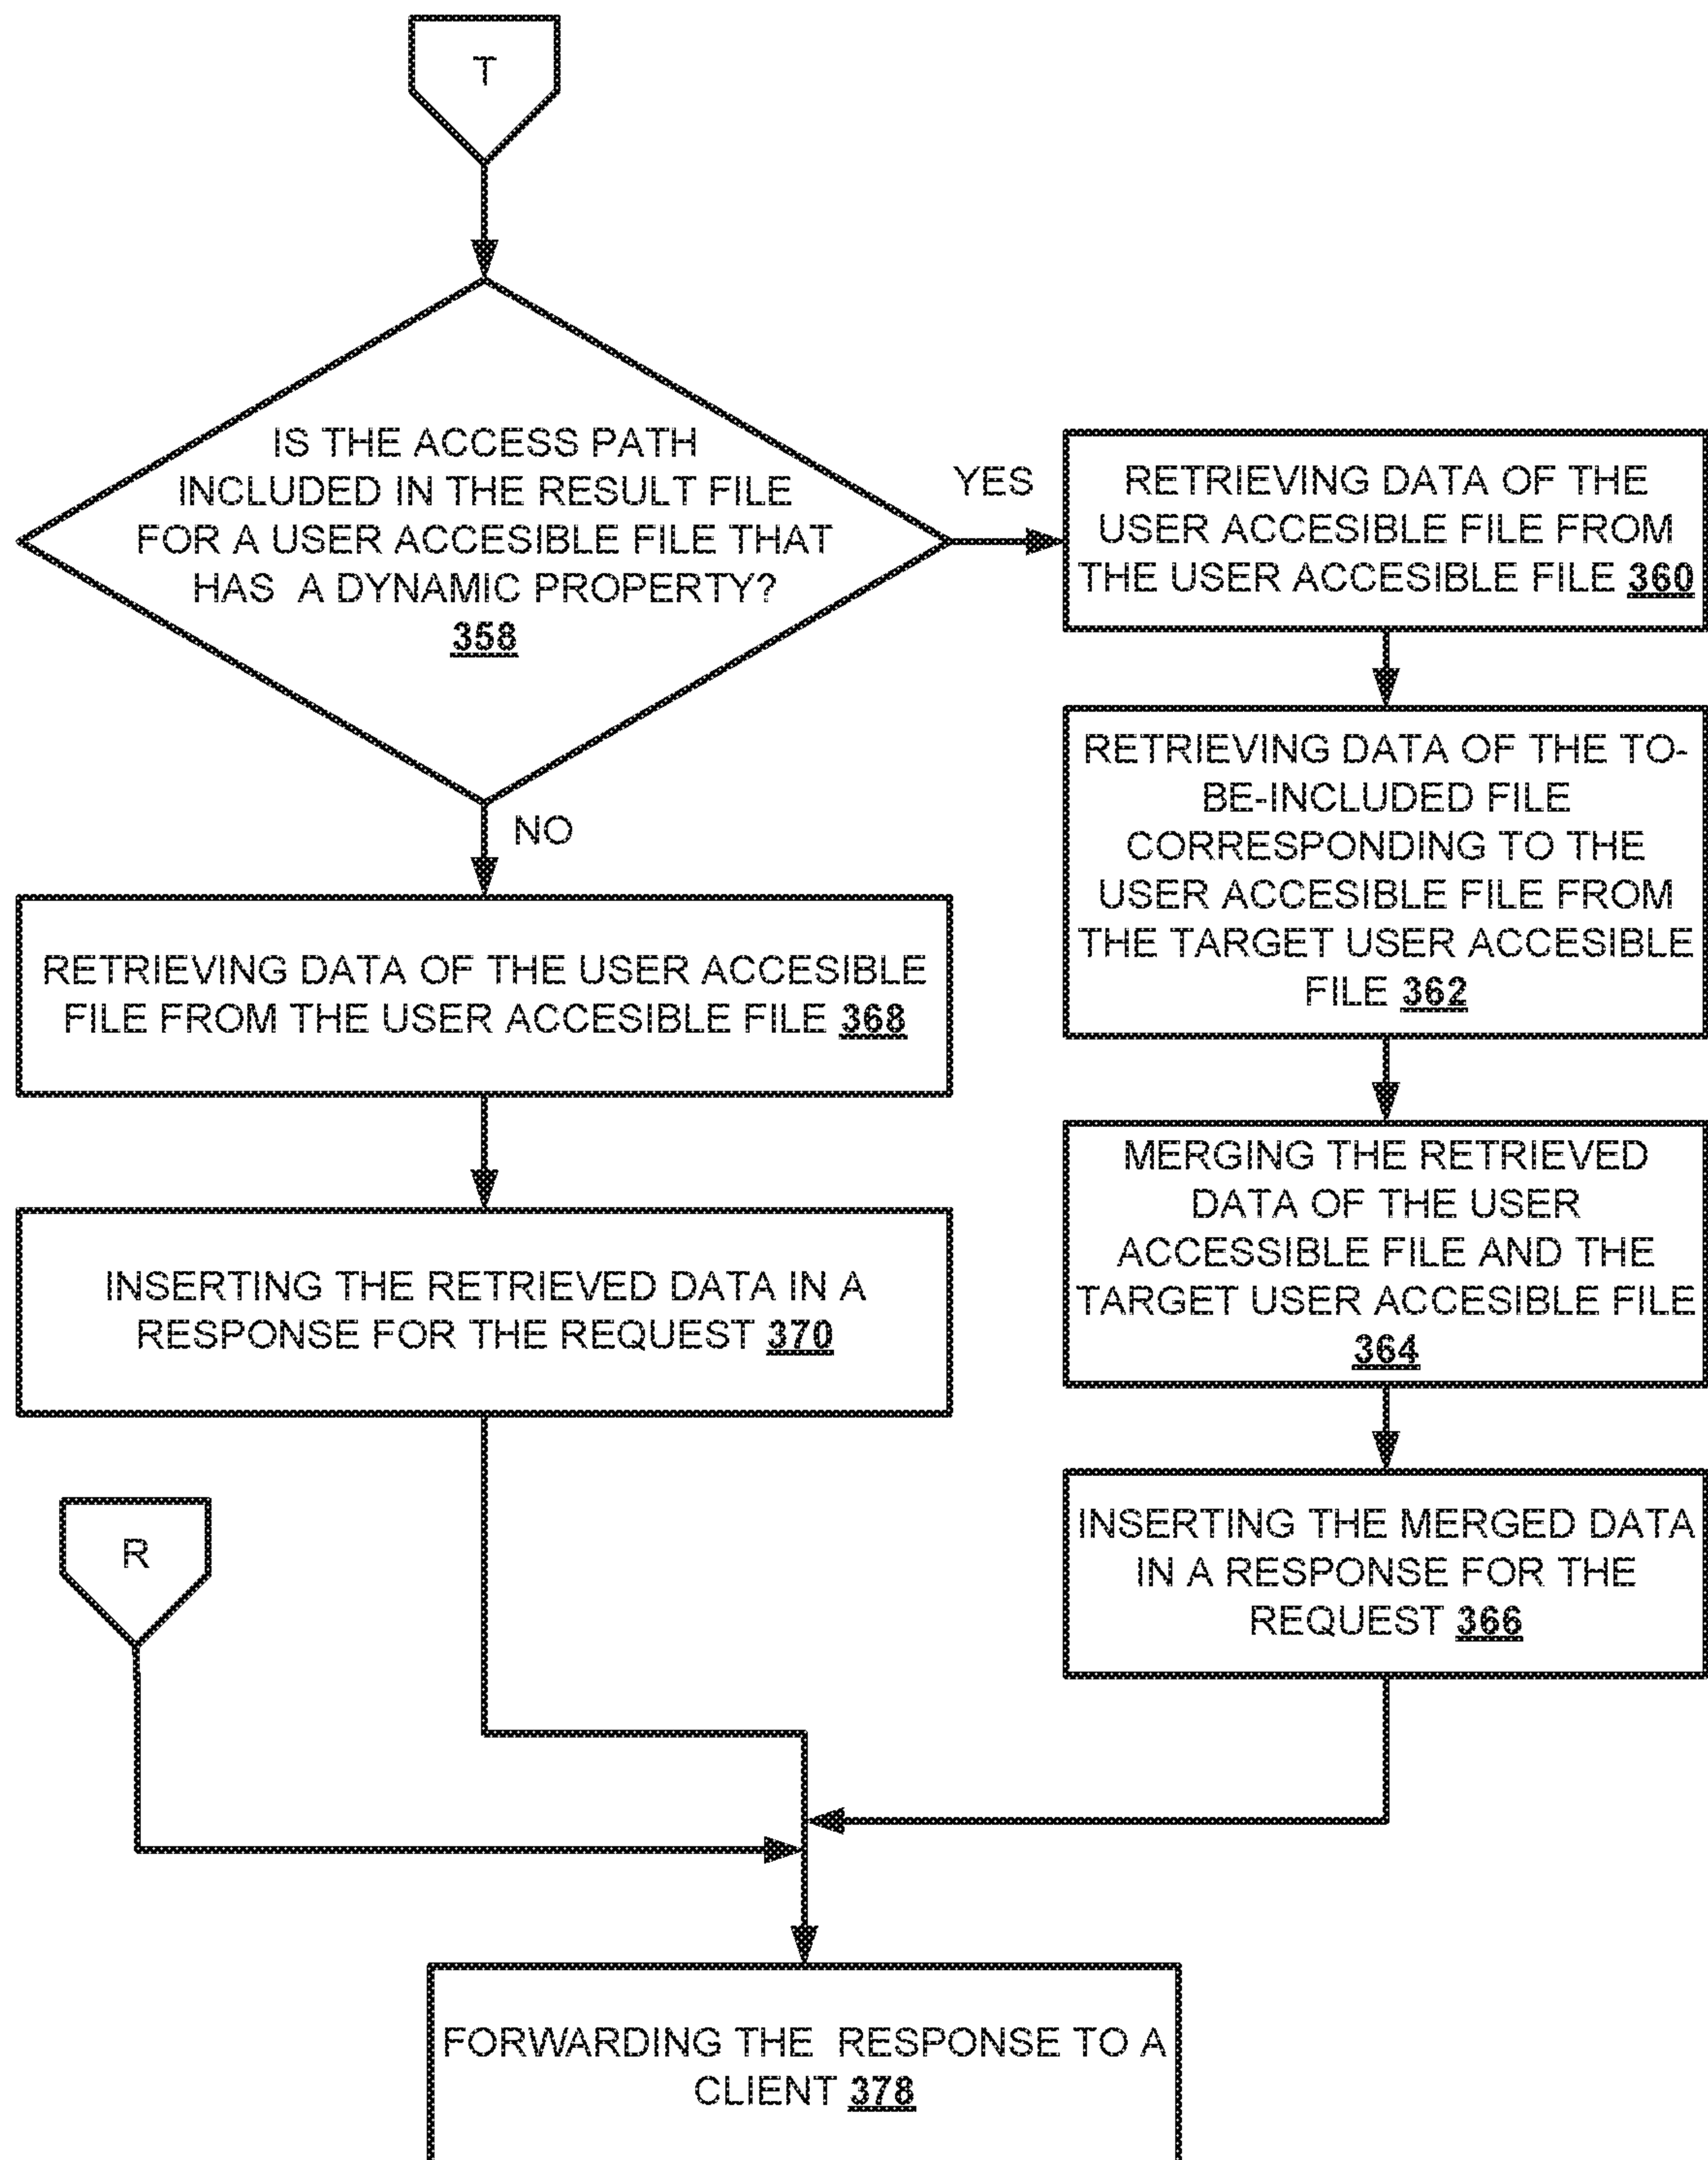 T
IS THE ACCESS PATH
INCLUDED IN THE RESULT FILE
FOR A USER ACCESIBLE FILE THAT
HAS A DYNAMIC PROPERTY?
358
YES
RETRIEVING DATA OF THE
USER ACCESIBLE FILE FROM
THE USER ACCESIBLE FILE 360
RETRIEVING DATA OF THE TO-
BE-INCLUDED FILE
CORRESPONDING TO THE
USER ACCESIBLE FILE FROM
THE TARGET USER ACCESIBLE
FILE 362
NO
RETRIEVING DATA OF THE USER ACCESIBLE
FILE FROM THE USER ACCESIBLE FILE 368
MERGING THE RETRIEVED
DATA OF THE USER
ACCESSIBLE FILE AND THE
TARGET USER ACCESIBLE FILE
364
INSERTING THE RETRIEVED DATA IN A
RESPONSE FOR THE REQUEST 370
R
INSERTING THE MERGED DATA
IN A RESPONSE FOR THE
REQUEST 366
FORWARDING THE RESPONSE TO A
CLIENT 378